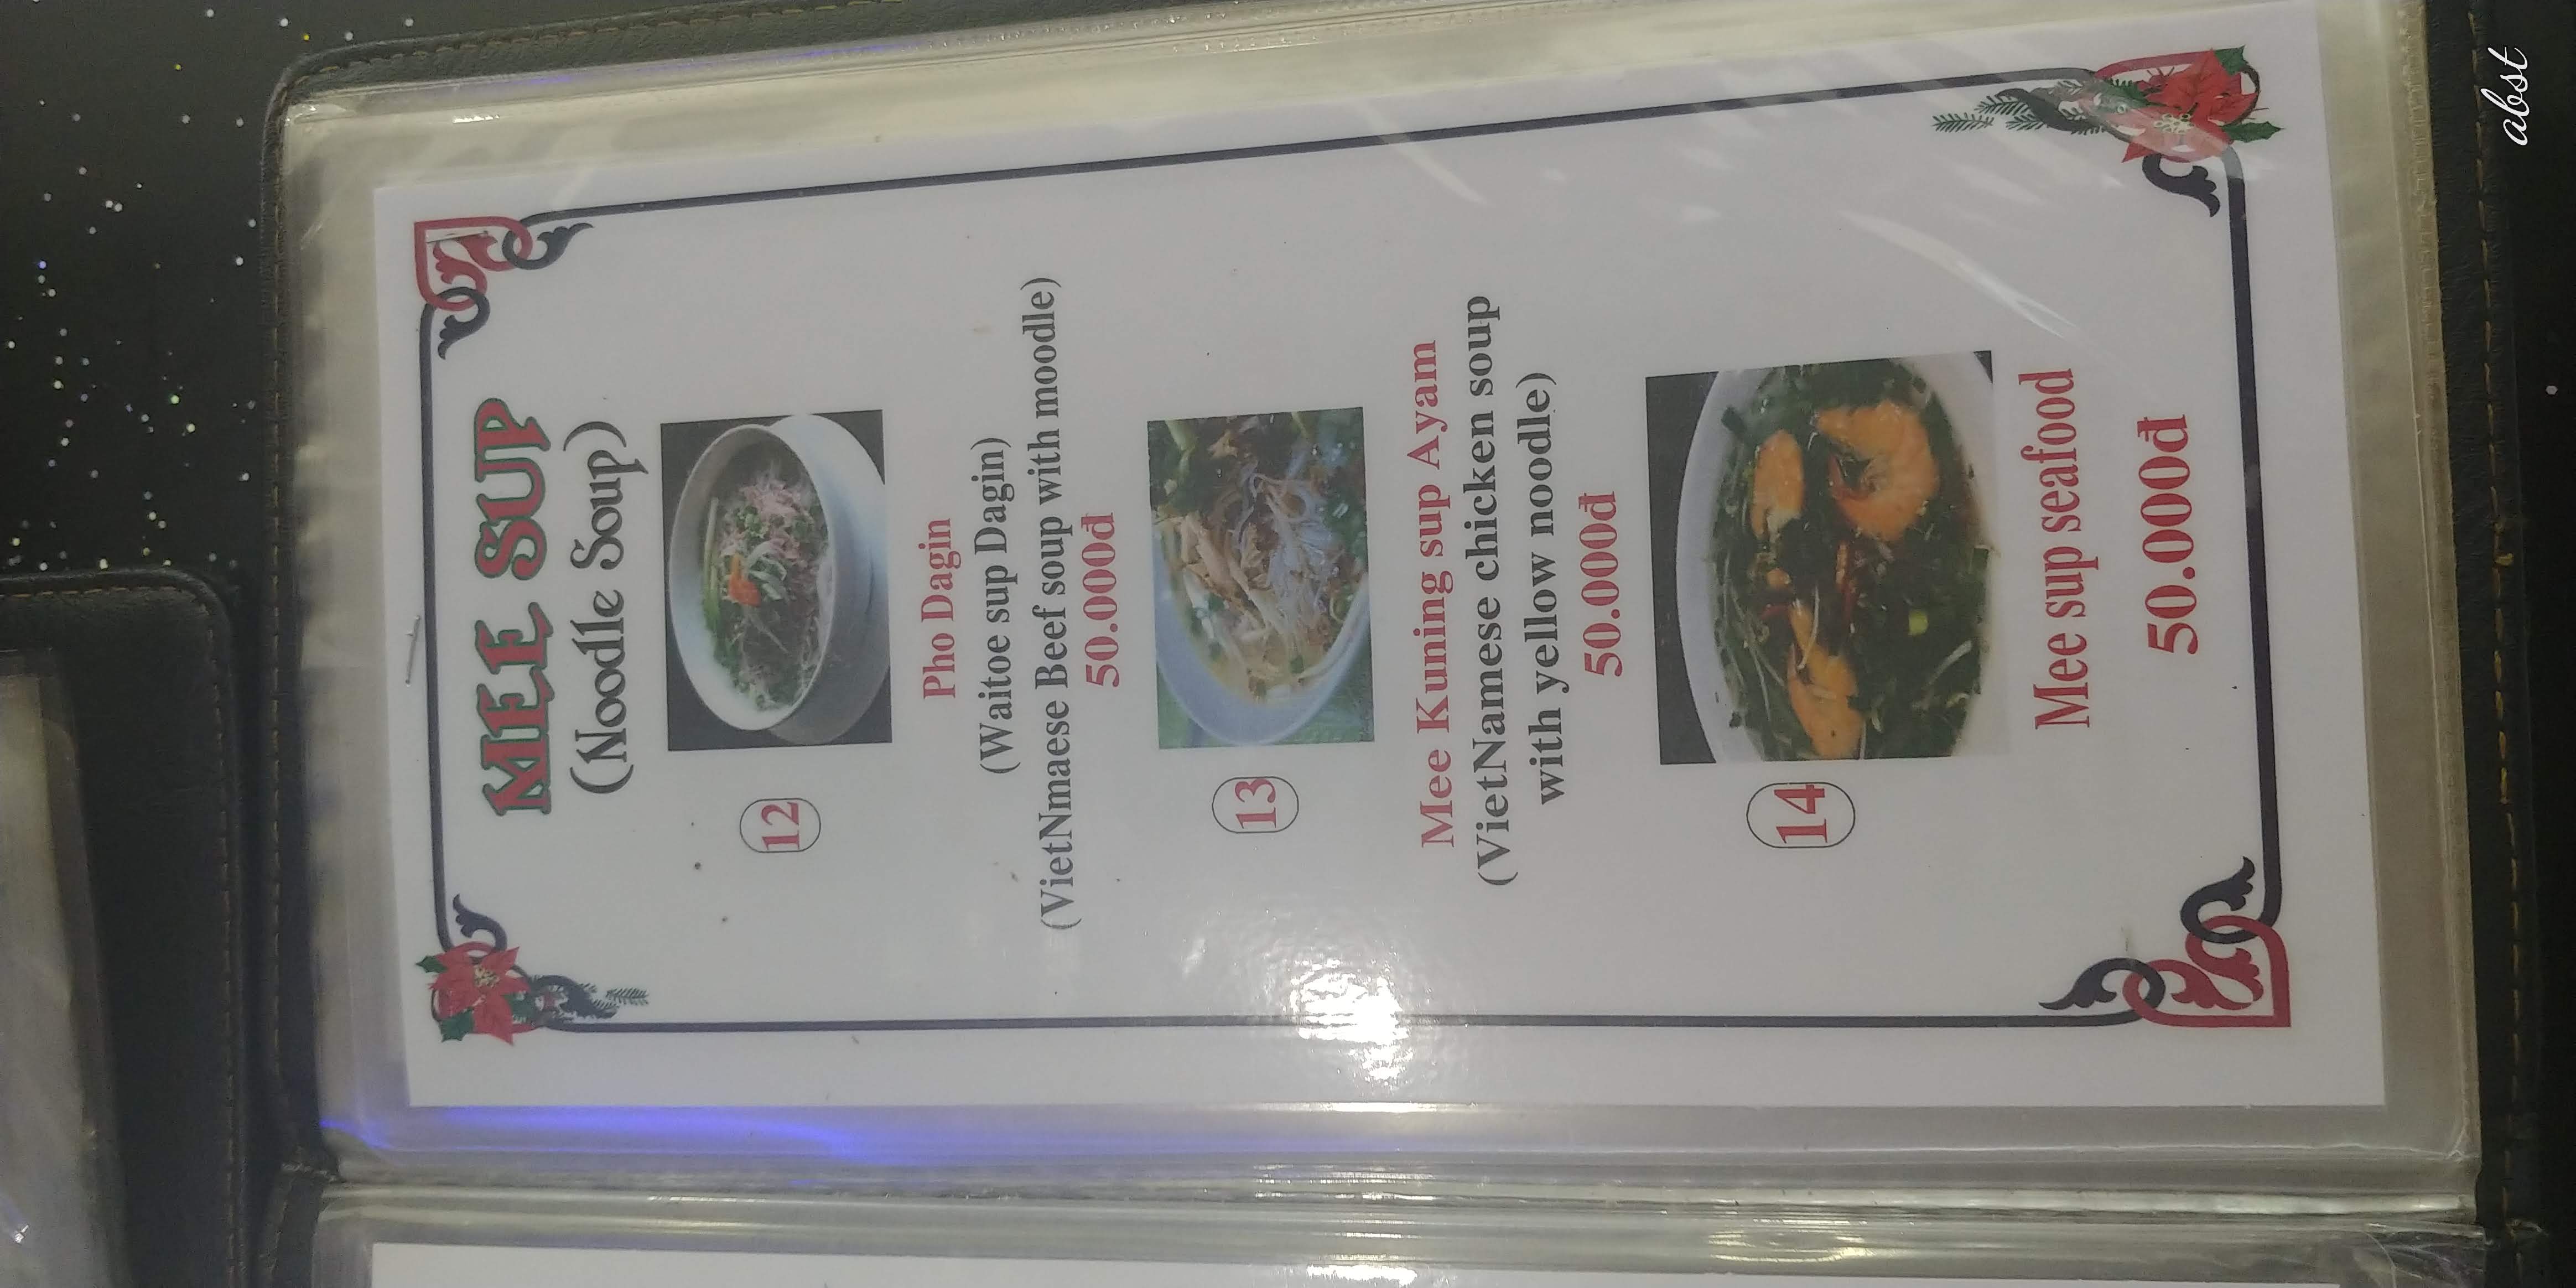 MEE SUP
(Noodle Soup)
12
Pho Dagin
(Waitoe sup Dagin)
(VietNmaese Beef soup with moodle)
50.000đ
13
Mee Kuning sup Ayam
(VietNamese chicken soup
with yellow noodle)
50.000đ
14
Mee sup seafood
50.000đ
abst